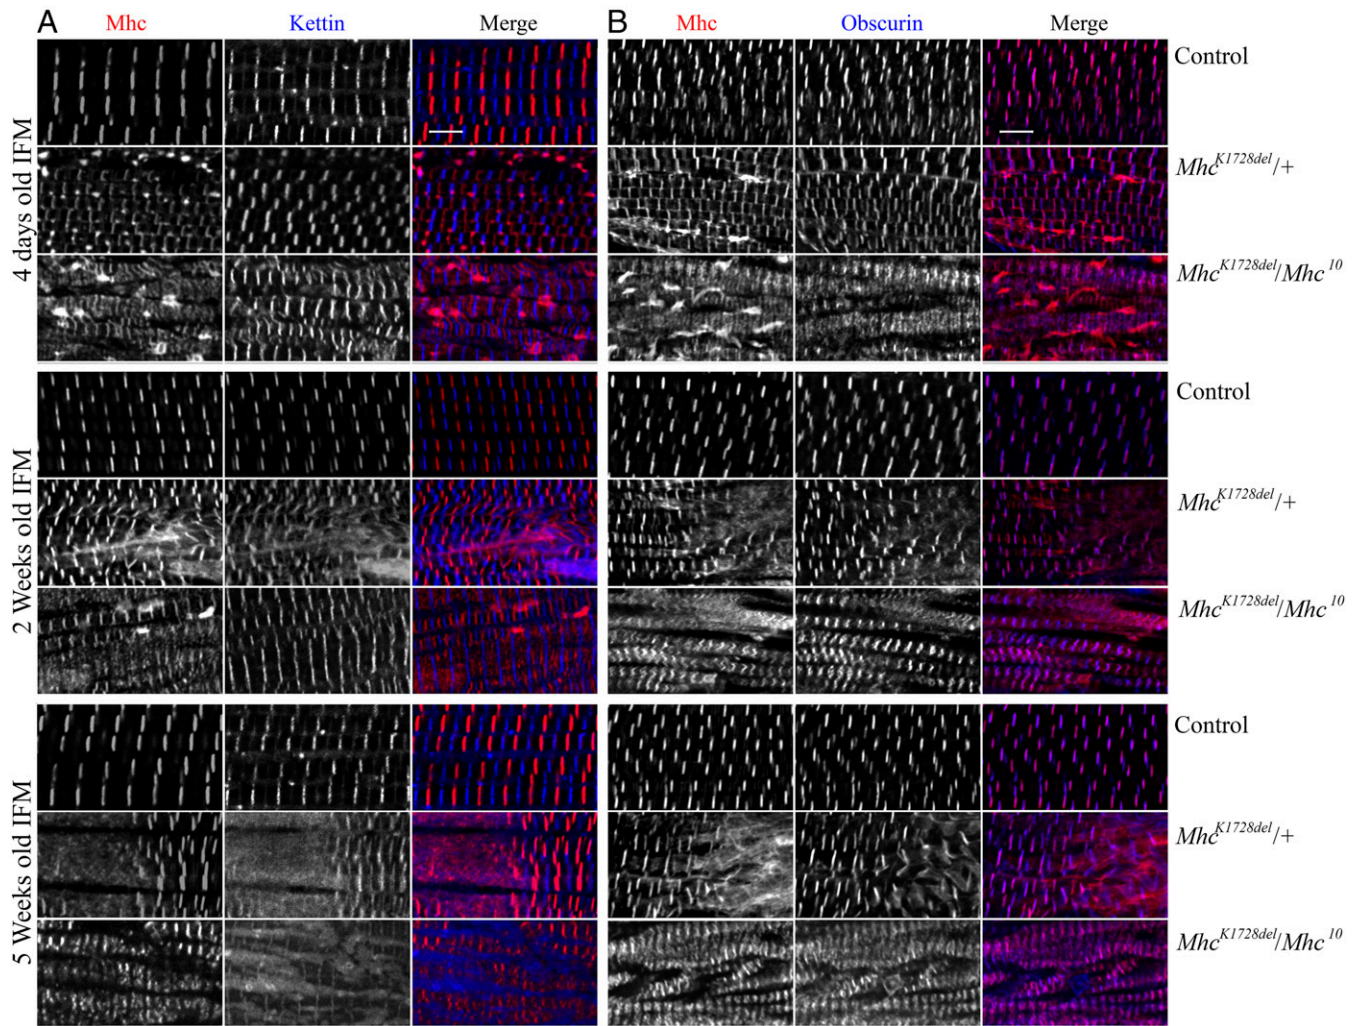 A Mhc Kettin Merge B Mhc Obscurin Merge
4 days old IFM
Control
Mhc^K1728del/+
Mhc^K1728del/Mhc^10
2 Weeks old IFM
Control
Mhc^K1728del/+
Mhc^K1728del/Mhc^10
5 Weeks old IFM
Control
Mhc^K1728del/+
Mhc^K1728del/Mhc^10